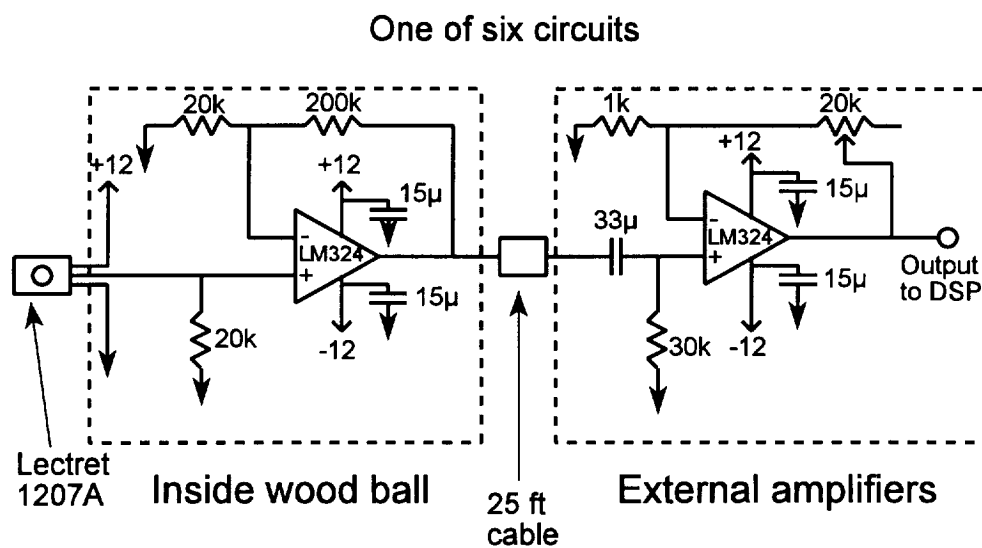 One of six circuits
20k
200k
1k
20k
+12
+12
15µ
LM324
-
+
15µ
-12
20k
33µ
+12
15µ
LM324
-
+
15µ
-12
30k
Output
to DSP
Lectret
1207A
Inside wood ball
25 ft
cable
External amplifiers